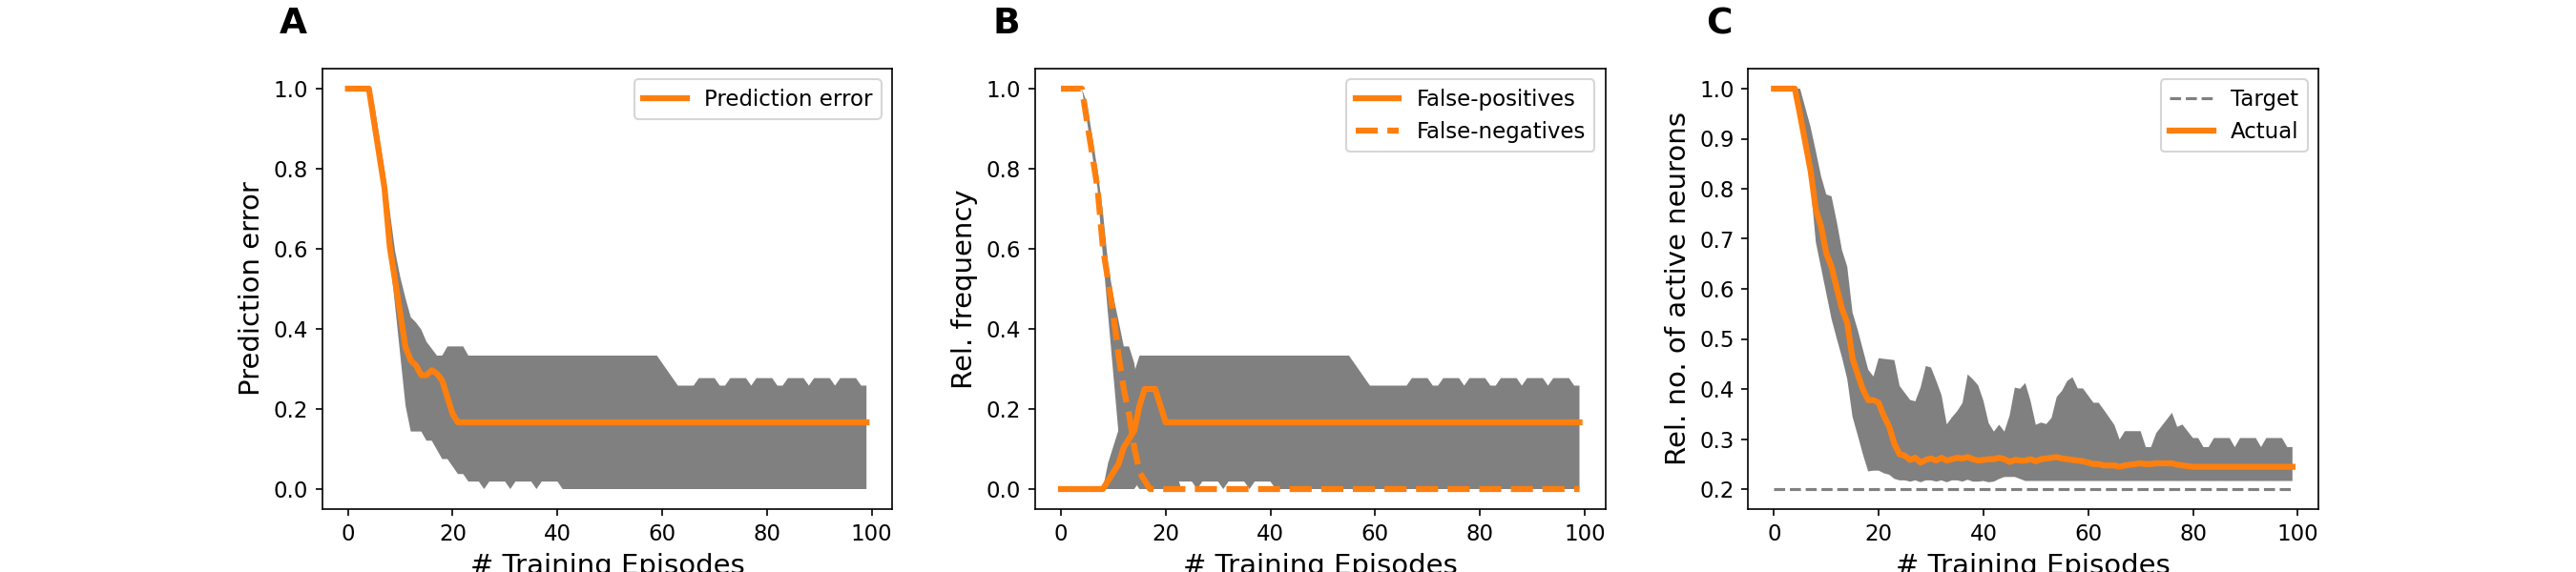 A
B
C
Prediction error
1.0
0.8
0.6
0.4
0.2
0.0
0
20
40
60
80
100
# Training Episodes
Prediction error
Rel. frequency
1.0
0.8
0.6
0.4
0.2
0.0
0
20
40
60
80
100
# Training Episodes
False-positives
False-negatives
Rel. no. of active neurons
1.0
0.9
0.8
0.7
0.6
0.5
0.4
0.3
0.2
0
20
40
60
80
100
# Training Episodes
Target
Actual